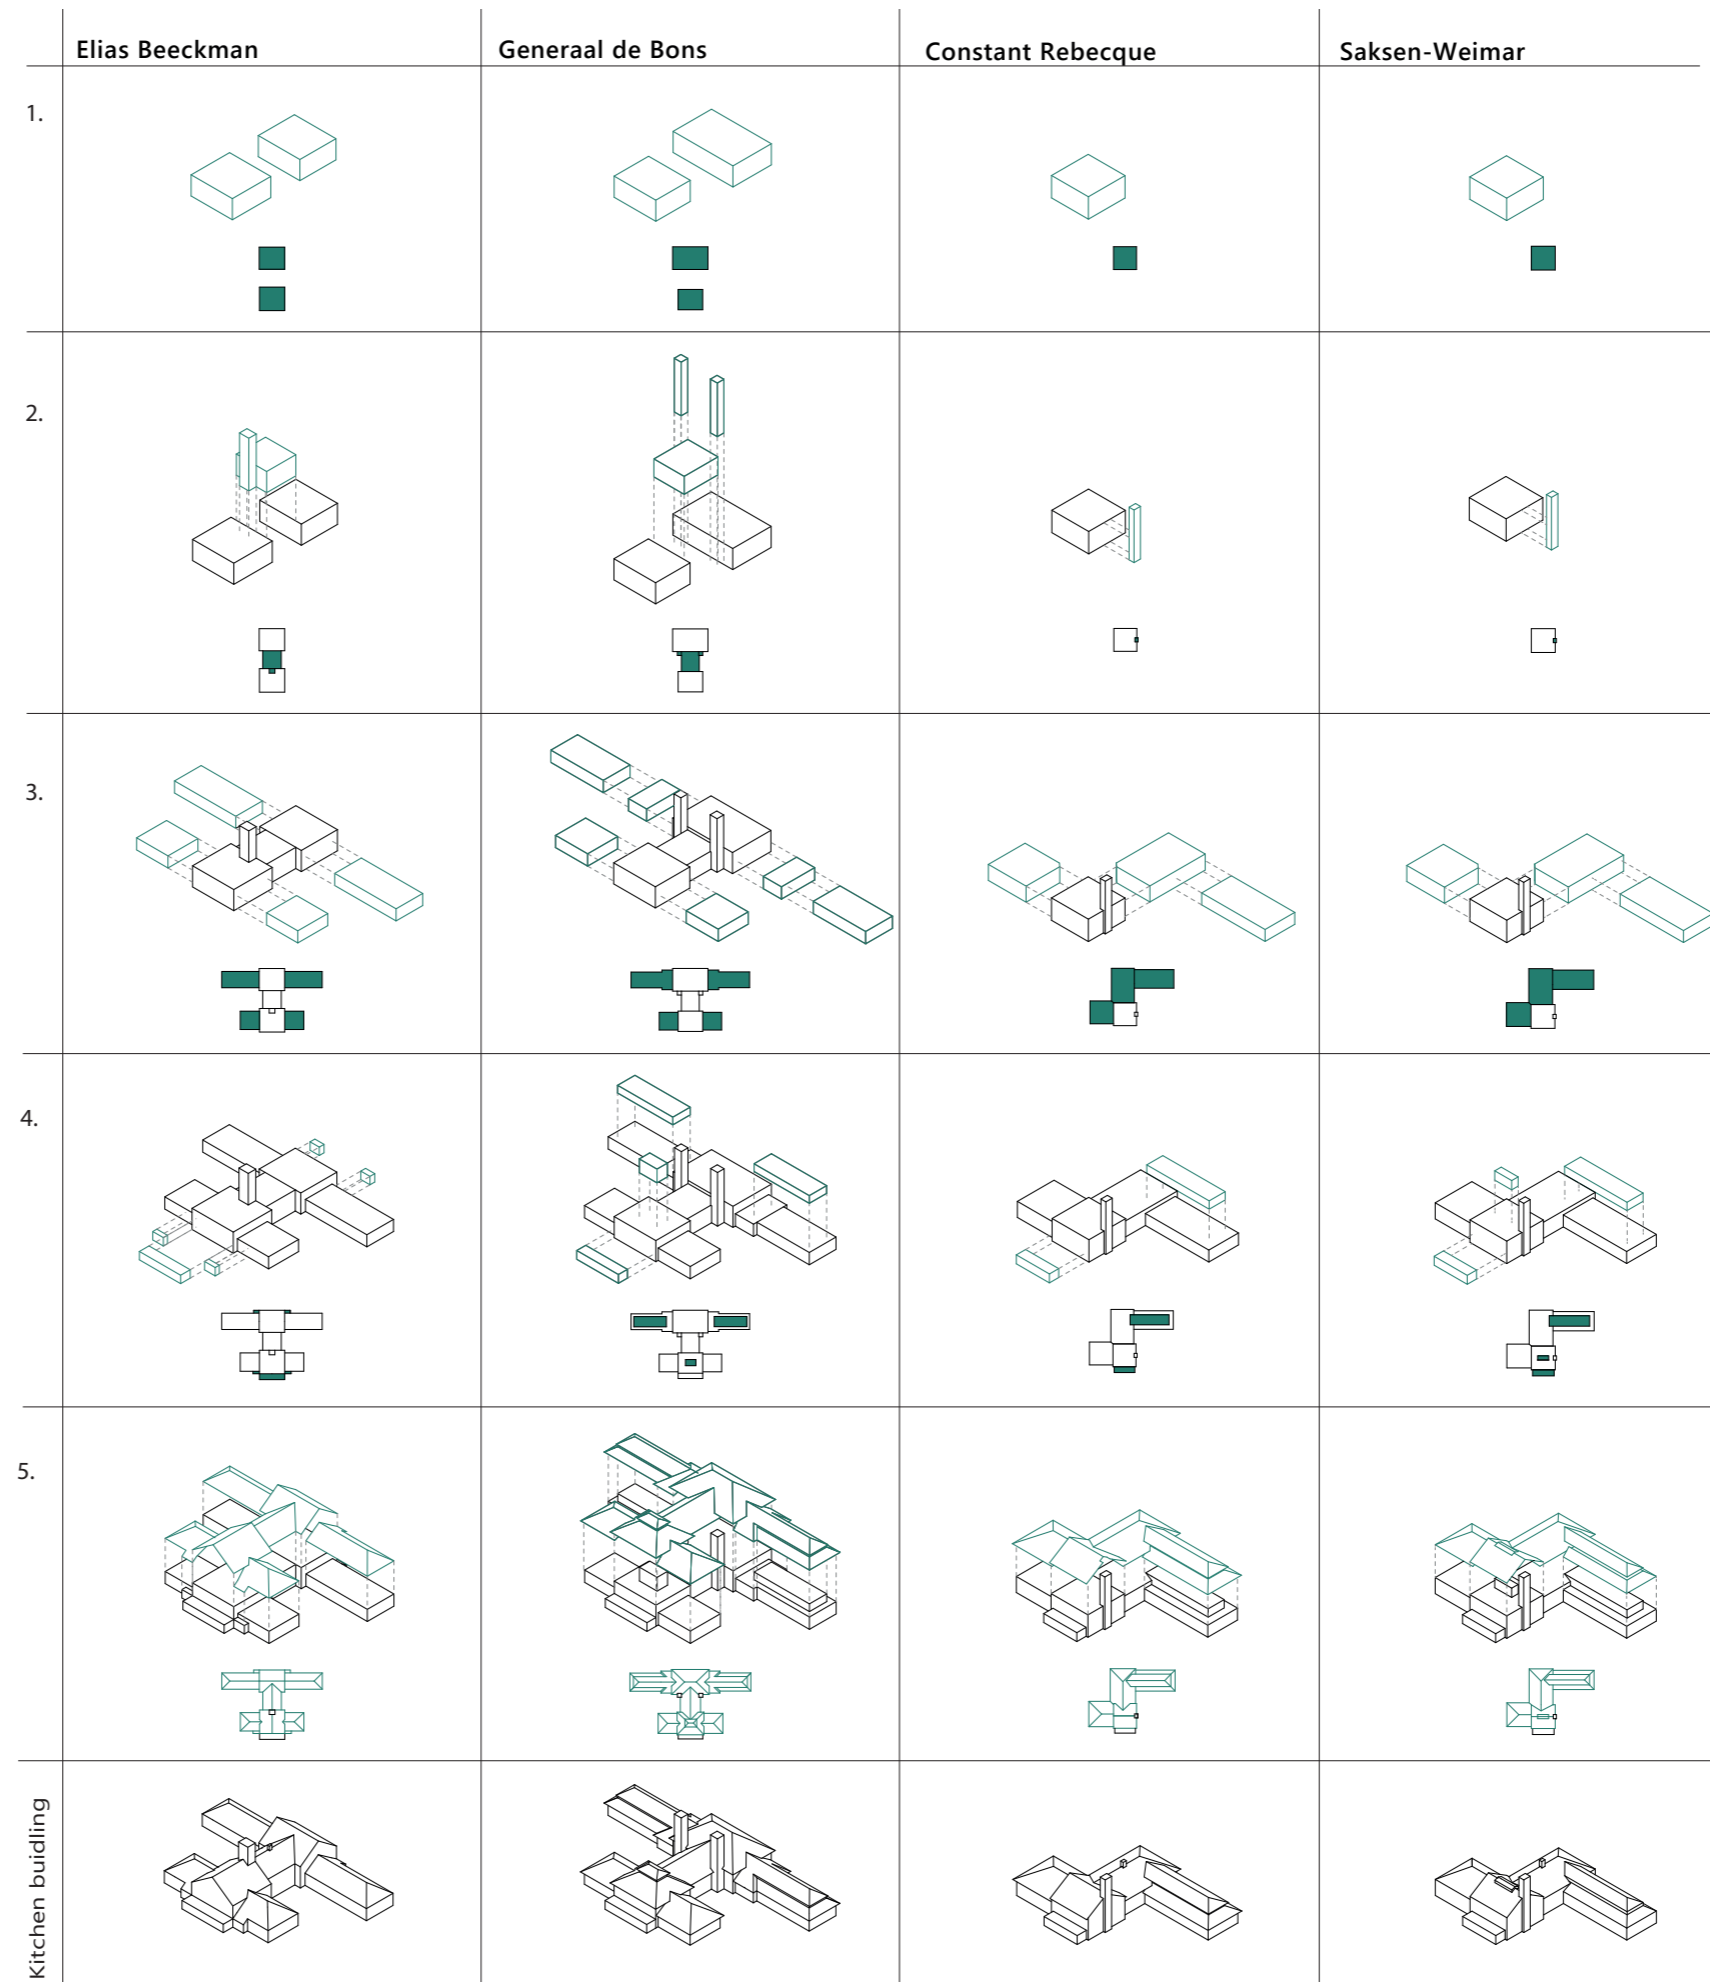 Elias Beeckman
Generaal de Bons
Constant Rebecque
Saksen-Weimar
1.
2.
3.
4.
5.
Kitchen buidling